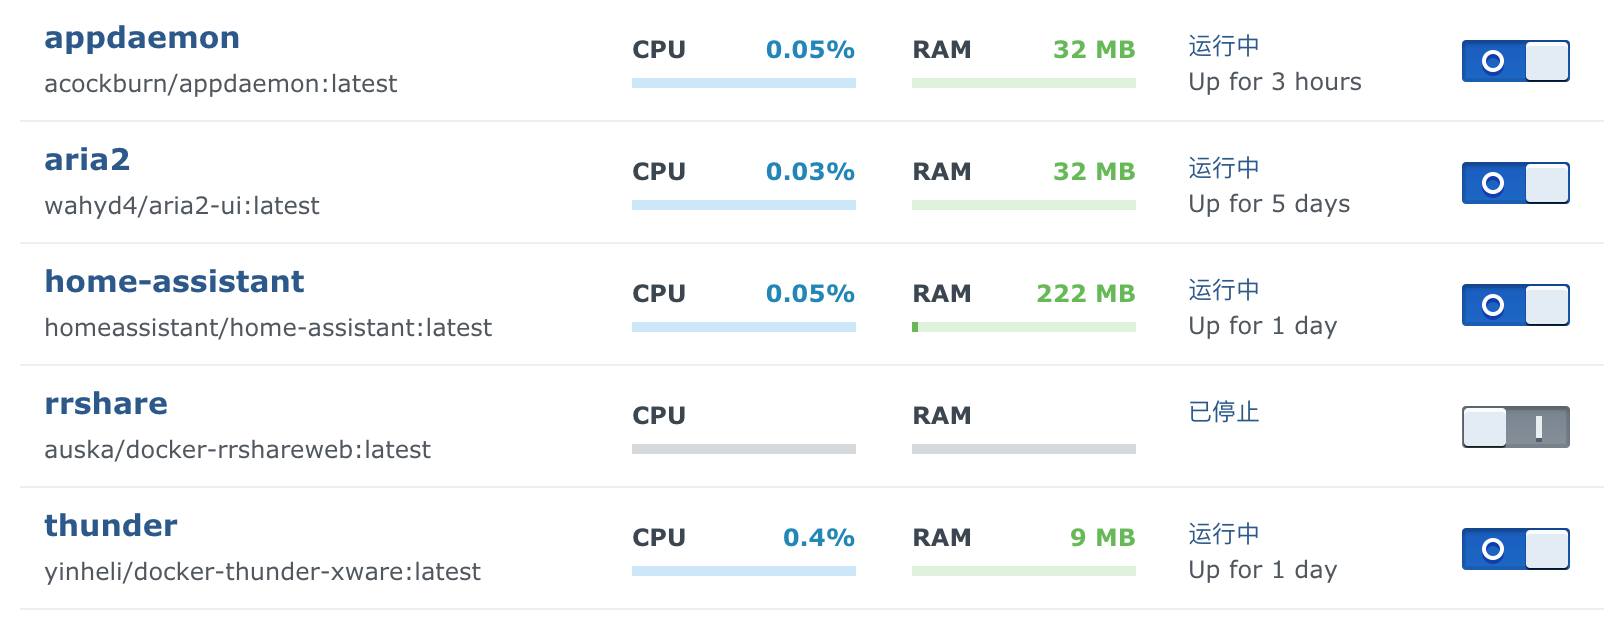 appdaemon
acockburn/appdaemon:latest
CPU 0.05%
RAM 32 MB
运行中
Up for 3 hours
aria2
wahyd4/aria2-ui:latest
CPU 0.03%
RAM 32 MB
运行中
Up for 5 days
home-assistant
homeassistant/home-assistant:latest
CPU 0.05%
RAM 222 MB
运行中
Up for 1 day
rrshare
auska/docker-rrshareweb:latest
CPU
RAM
已停止
thunder
yinheli/docker-thunder-xware:latest
CPU 0.4%
RAM 9 MB
运行中
Up for 1 day